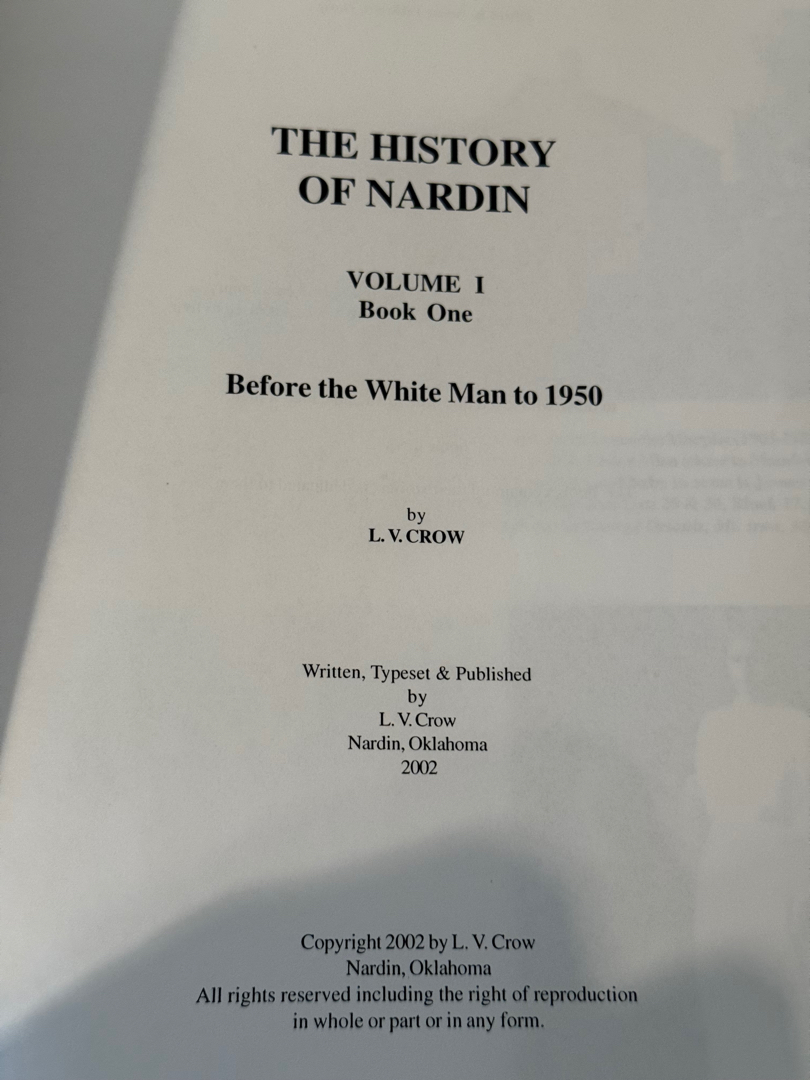 THE HISTORY
OF NARDIN
VOLUME I
Book One
Before the White Man to 1950
by
L. V. CROW
Written, Typeset & Published
by
L. V. Crow
Nardin, Oklahoma
2002
Copyright 2002 by L. V. Crow
Nardin, Oklahoma
All rights reserved including the right of reproduction
in whole or part or in any form.